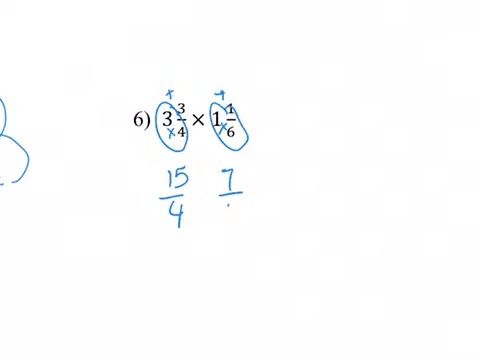 + +
6) 3 3/4 × 1 1/6
× ×
15/4 7/